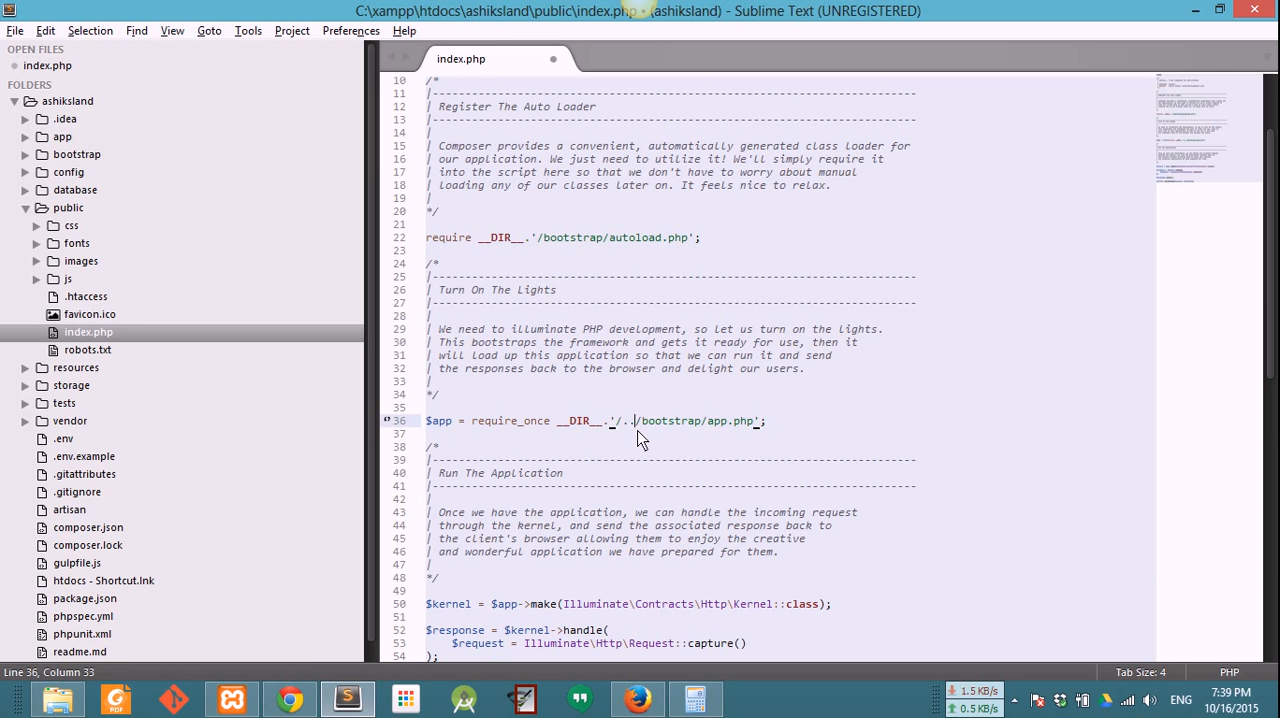 C:\xampp\htdocs\ashiksland\public\index.php • (ashiksland) - Sublime Text (UNREGISTERED)
File Edit Selection Find View Goto Tools Project Preferences Help
OPEN FILES
index.php
FOLDERS
ashiksland
.idea
app
bootstrap
config
database
public
css
fonts
images
js
.htaccess
favicon.ico
index.php
robots.txt
resources
storage
tests
vendor
.env
.env.example
.gitattributes
.gitignore
artisan
composer.json
composer.lock
gulpfile.js
htdocs - Shortcut.lnk
package.json
phpspec.yml
phpunit.xml
readme.md
index.php
10 /*
11 |--------------------------------------------------------------------------
12 | Register The Auto Loader
13 |--------------------------------------------------------------------------
14 |
15 | Composer provides a convenient, automatically generated class loader for
16 | our application. We just need to utilize it! We'll simply require it
17 | into the script here so that we don't have to worry about manual
18 | loading any of our classes later on. It feels nice to relax.
19 |
20 */
21
22 require __DIR__.'/bootstrap/autoload.php';
23
24 /*
25 |--------------------------------------------------------------------------
26 | Turn On The Lights
27 |--------------------------------------------------------------------------
28 |
29 | We need to illuminate PHP development, so let us turn on the lights.
30 | This bootstraps the framework and gets it ready for use, then it
31 | will load up this application so that we can run it and send
32 | the responses back to the browser and delight our users.
33 |
34 */
35
36 $app = require_once __DIR__.'/../bootstrap/app.php';
37
38 /*
39 |--------------------------------------------------------------------------
40 | Run The Application
41 |--------------------------------------------------------------------------
42 |
43 | Once we have the application, we can handle the incoming request
44 | through the kernel, and send the associated response back to
45 | the client's browser allowing them to enjoy the creative
46 | and wonderful application we have prepared for them.
47 |
48 */
49
50 $kernel = $app->make(Illuminate\Contracts\Http\Kernel::class);
51
52 $response = $kernel->handle(
53 $request = Illuminate\Http\Request::capture()
54 );
Line 36, Column 33
Tab Size: 4
PHP
PDF
1.5 KB/s
0.5 KB/s
ENG
7:39 PM
10/16/2015